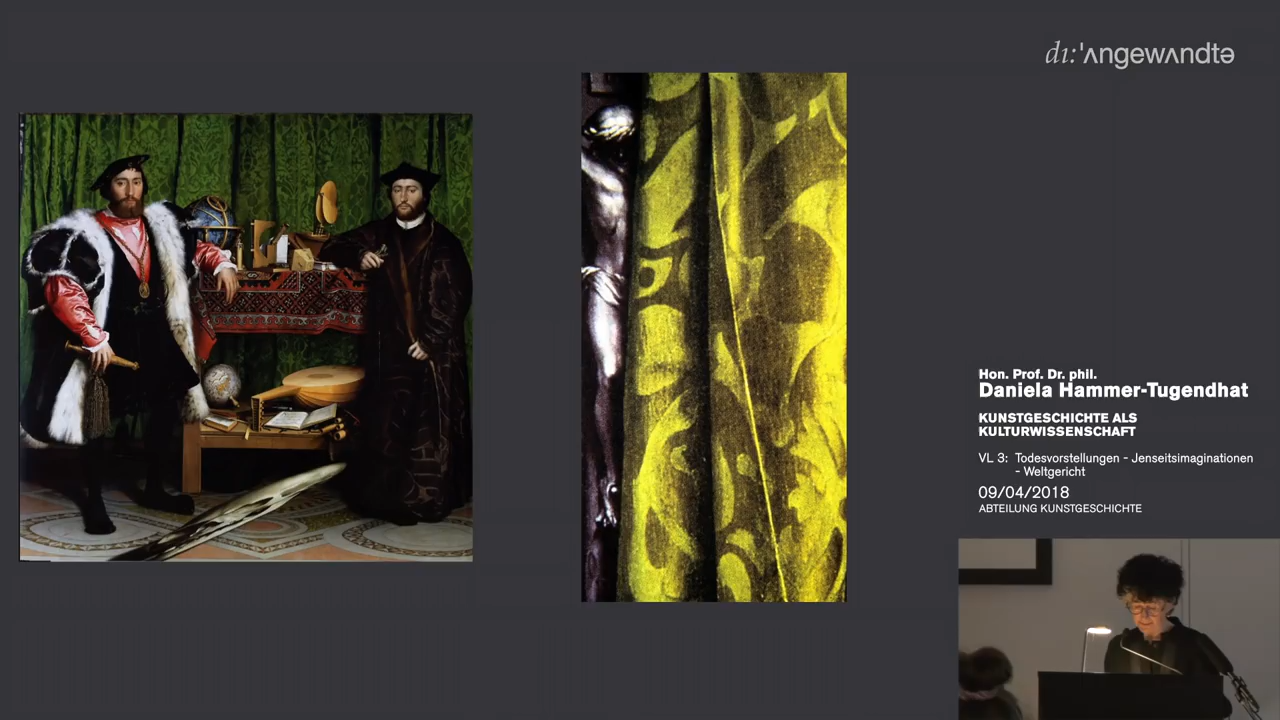 dı:ˈʌngewʌndtə
Hon. Prof. Dr. phil.
Daniela Hammer-Tugendhat
KUNSTGESCHICHTE ALS
KULTURWISSENSCHAFT
VL 3: Todesvorstellungen - Jenseitsimaginationen
- Weltgericht
09/04/2018
ABTEILUNG KUNSTGESCHICHTE